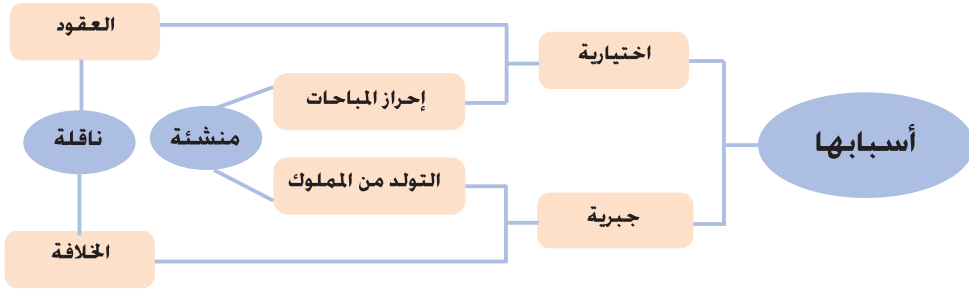 أسبابها
اختيارية
العقود
إحراز المباحات
منشئة
ناقلة
جبرية
التولد من المملوك
الخلافة